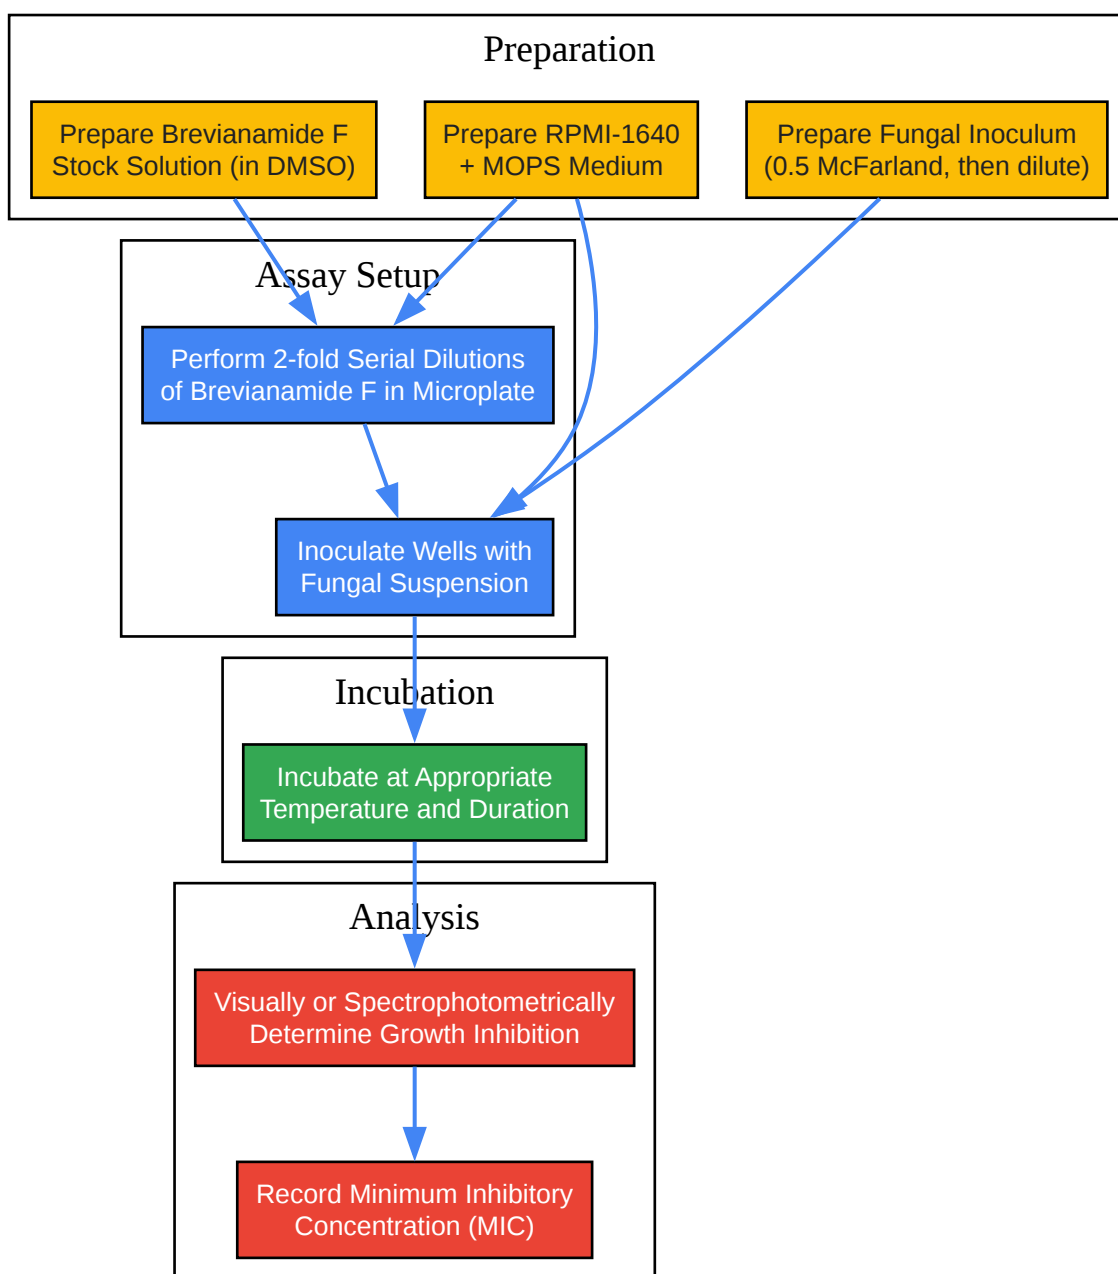 Preparation
Prepare Brevianamide F
Stock Solution (in DMSO)
Prepare RPMI-1640
+ MOPS Medium
Prepare Fungal Inoculum
(0.5 McFarland, then dilute)
Assay Setup
Perform 2-fold Serial Dilutions
of Brevianamide F in Microplate
Inoculate Wells with
Fungal Suspension
Incubation
Incubate at Appropriate
Temperature and Duration
Analysis
Visually or Spectrophotometrically
Determine Growth Inhibition
Record Minimum Inhibitory
Concentration (MIC)